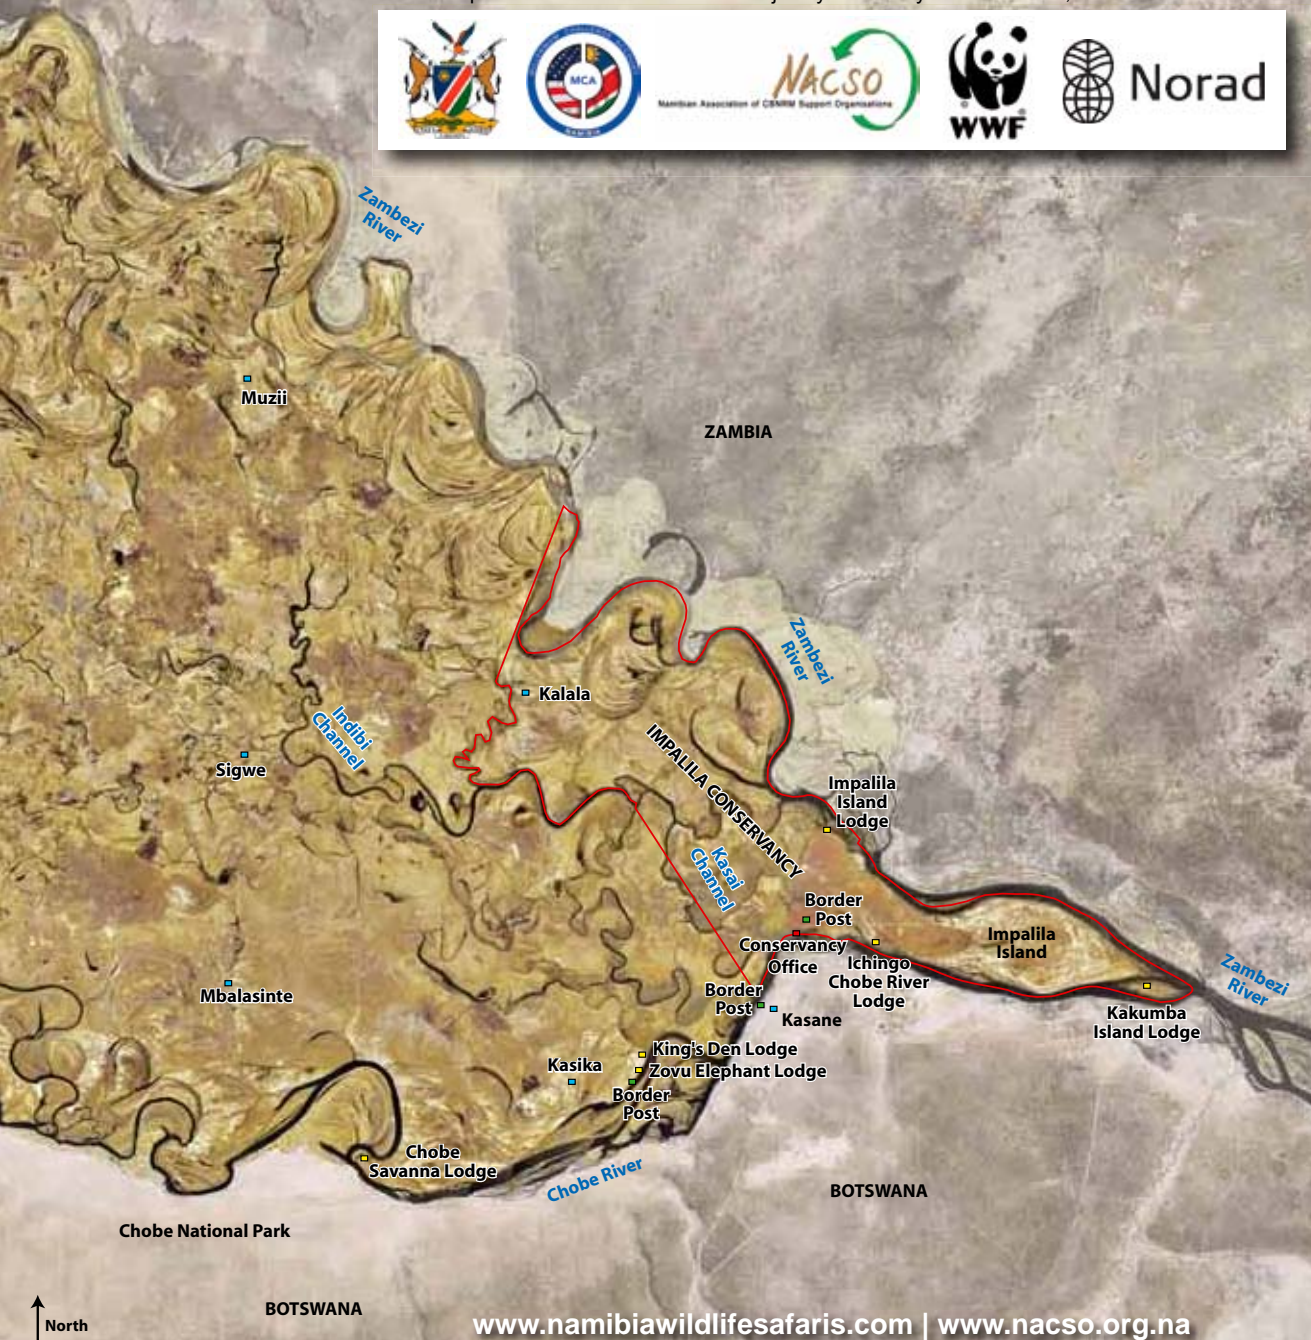 MCA
NAMIBIA
NACSO
Namibian Association of CBNRM Support Organisations
WWF
Norad
Zambezi
River
Muzii
ZAMBIA
Zambezi
River
Kalala
Indibi
Channel
Sigwe
IMPALILA CONSERVANCY
Impalila
Island
Lodge
Kasai
Channel
Border
Post
Conservancy
Office
Impalila
Island
Ichingo
Chobe River
Lodge
Zambezi
River
Mbalasinte
Border
Post
Kasane
Kakumba
Island Lodge
King's Den Lodge
Kasika
Zovu Elephant Lodge
Border
Post
Chobe
Savanna Lodge
Chobe River
BOTSWANA
Chobe National Park
BOTSWANA
North
www.namibiawildlifesafaris.com | www.nacso.org.na